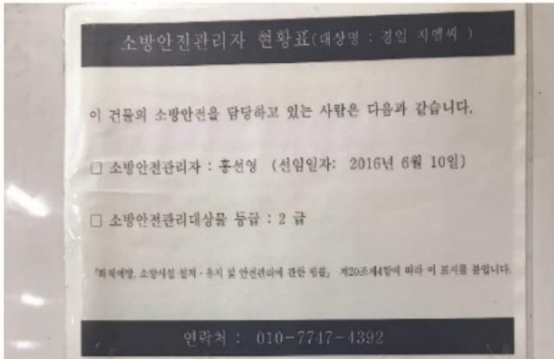 소방안전관리자 현황표(대상명 : 경인 지엠씨 )
이 건물의 소방안전을 담당하고 있는 사람은 다음과 같습니다.
□ 소방안전관리자 : 홍선영 (선임일자: 2016년 6월 10일)
□ 소방안전관리대상물 등급 : 2 급
「화재예방, 소방시설 설치·유지 및 안전관리에 관한 법률」 제20조제4항에 따라 이 표지를 붙입니다.
연락처 : 010-7747-4392